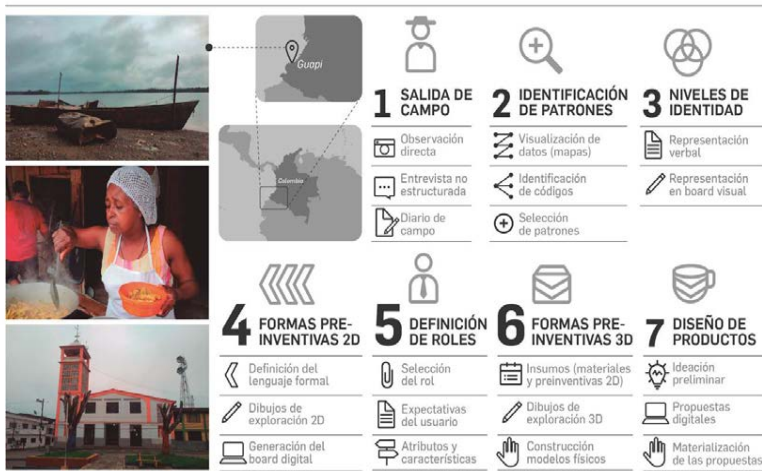 Guapi
Colombia
1 SALIDA DE
CAMPO
Observación
directa
Entrevista no
estructurada
Diario de
campo
2 IDENTIFICACIÓN
DE PATRONES
Visualización de
datos (mapas)
Identificación
de códigos
Selección
de patrones
3 NIVELES DE
IDENTIDAD
Representación
verbal
Representación
en board visual
4 FORMAS PRE-
INVENTIVAS 2D
Definición del
lenguaje formal
Dibujos de
exploración 2D
Generación del
board digital
5 DEFINICIÓN
DE ROLES
Selección
del rol
Expectativas
del usuario
Atributos y
características
6 FORMAS PRE-
INVENTIVAS 3D
Insumos (materiales
y preinventivas 2D)
Dibujos de
exploración 3D
Construcción
modelos físicos
7 DISEÑO DE
PRODUCTOS
Ideación
preliminar
Propuestas
digitales
Materialización
de las propuestas